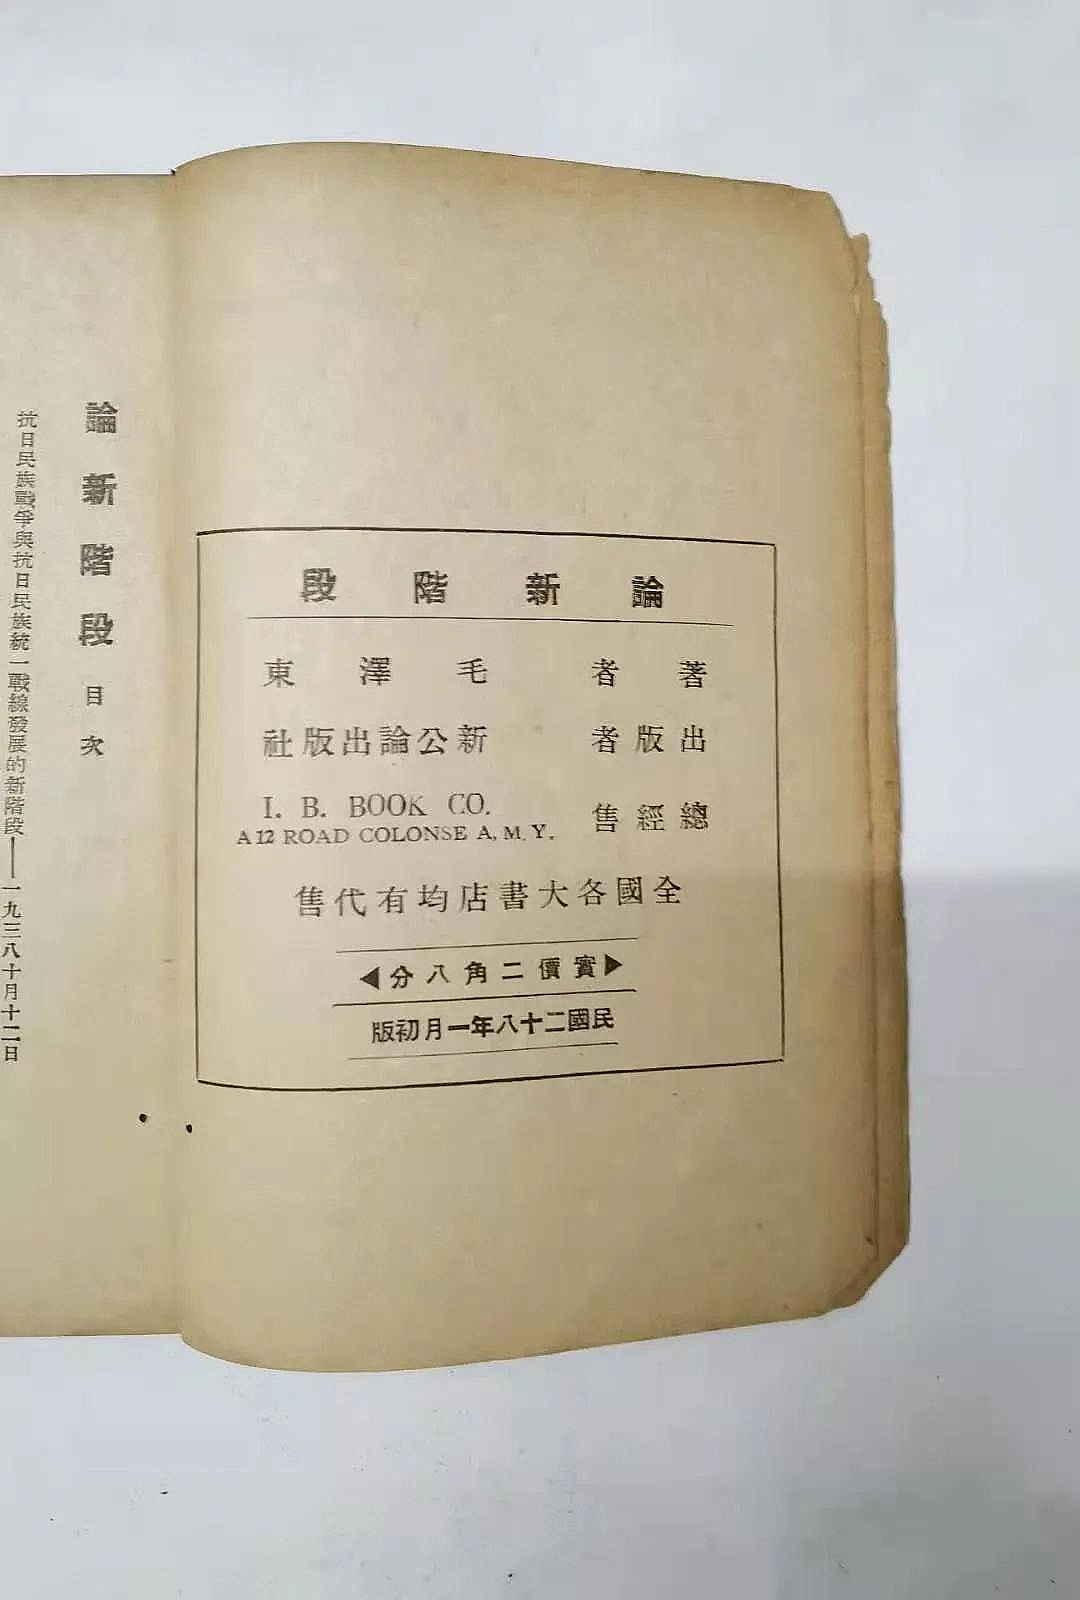 論新階段
著者 毛澤東
出版者 新公論出版社
總經售 I. B. BOOK CO.
A 12 ROAD COLONSE A. M. Y.
全國各大書店均有代售
實價二角八分
民國二十八年一月初版
論新階段 目次
抗日民族戰爭與抗日民族統一戰線發展的新階段——一九三八十月十二日